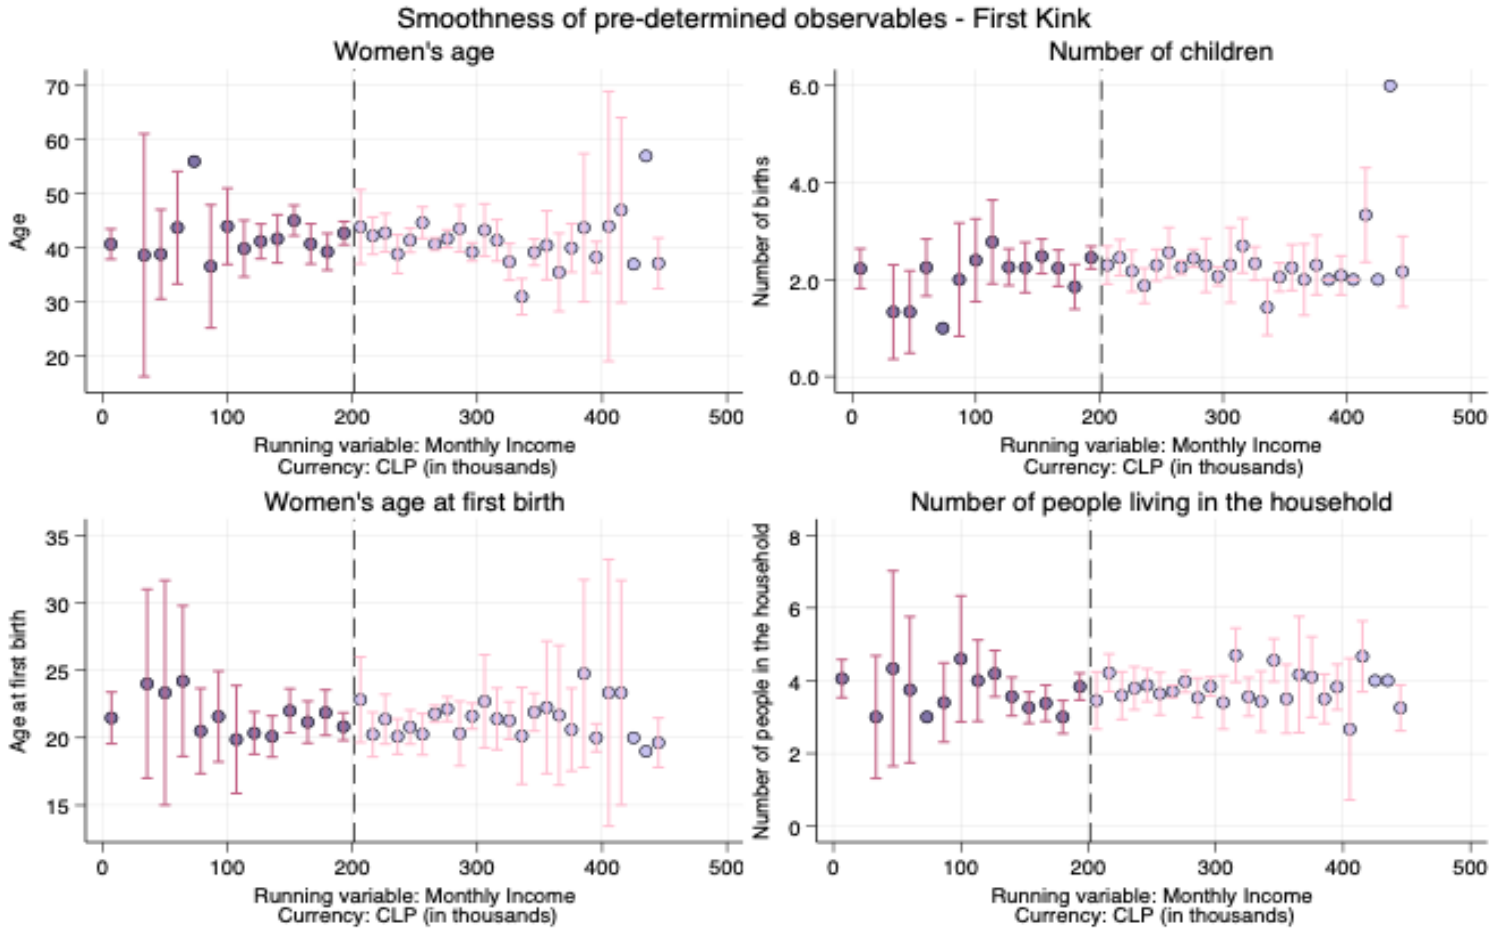 Smoothness of pre-determined observables - First Kink
Women's age
Age
70
60
50
40
30
20
0 100 200 300 400 500
Running variable: Monthly Income
Currency: CLP (in thousands)
Number of children
Number of births
6.0
4.0
2.0
0.0
0 100 200 300 400 500
Running variable: Monthly Income
Currency: CLP (in thousands)
Women's age at first birth
Age at first birth
35
30
25
20
15
0 100 200 300 400 500
Running variable: Monthly Income
Currency: CLP (in thousands)
Number of people living in the household
Number of people in the household
8
6
4
2
0
0 100 200 300 400 500
Running variable: Monthly Income
Currency: CLP (in thousands)